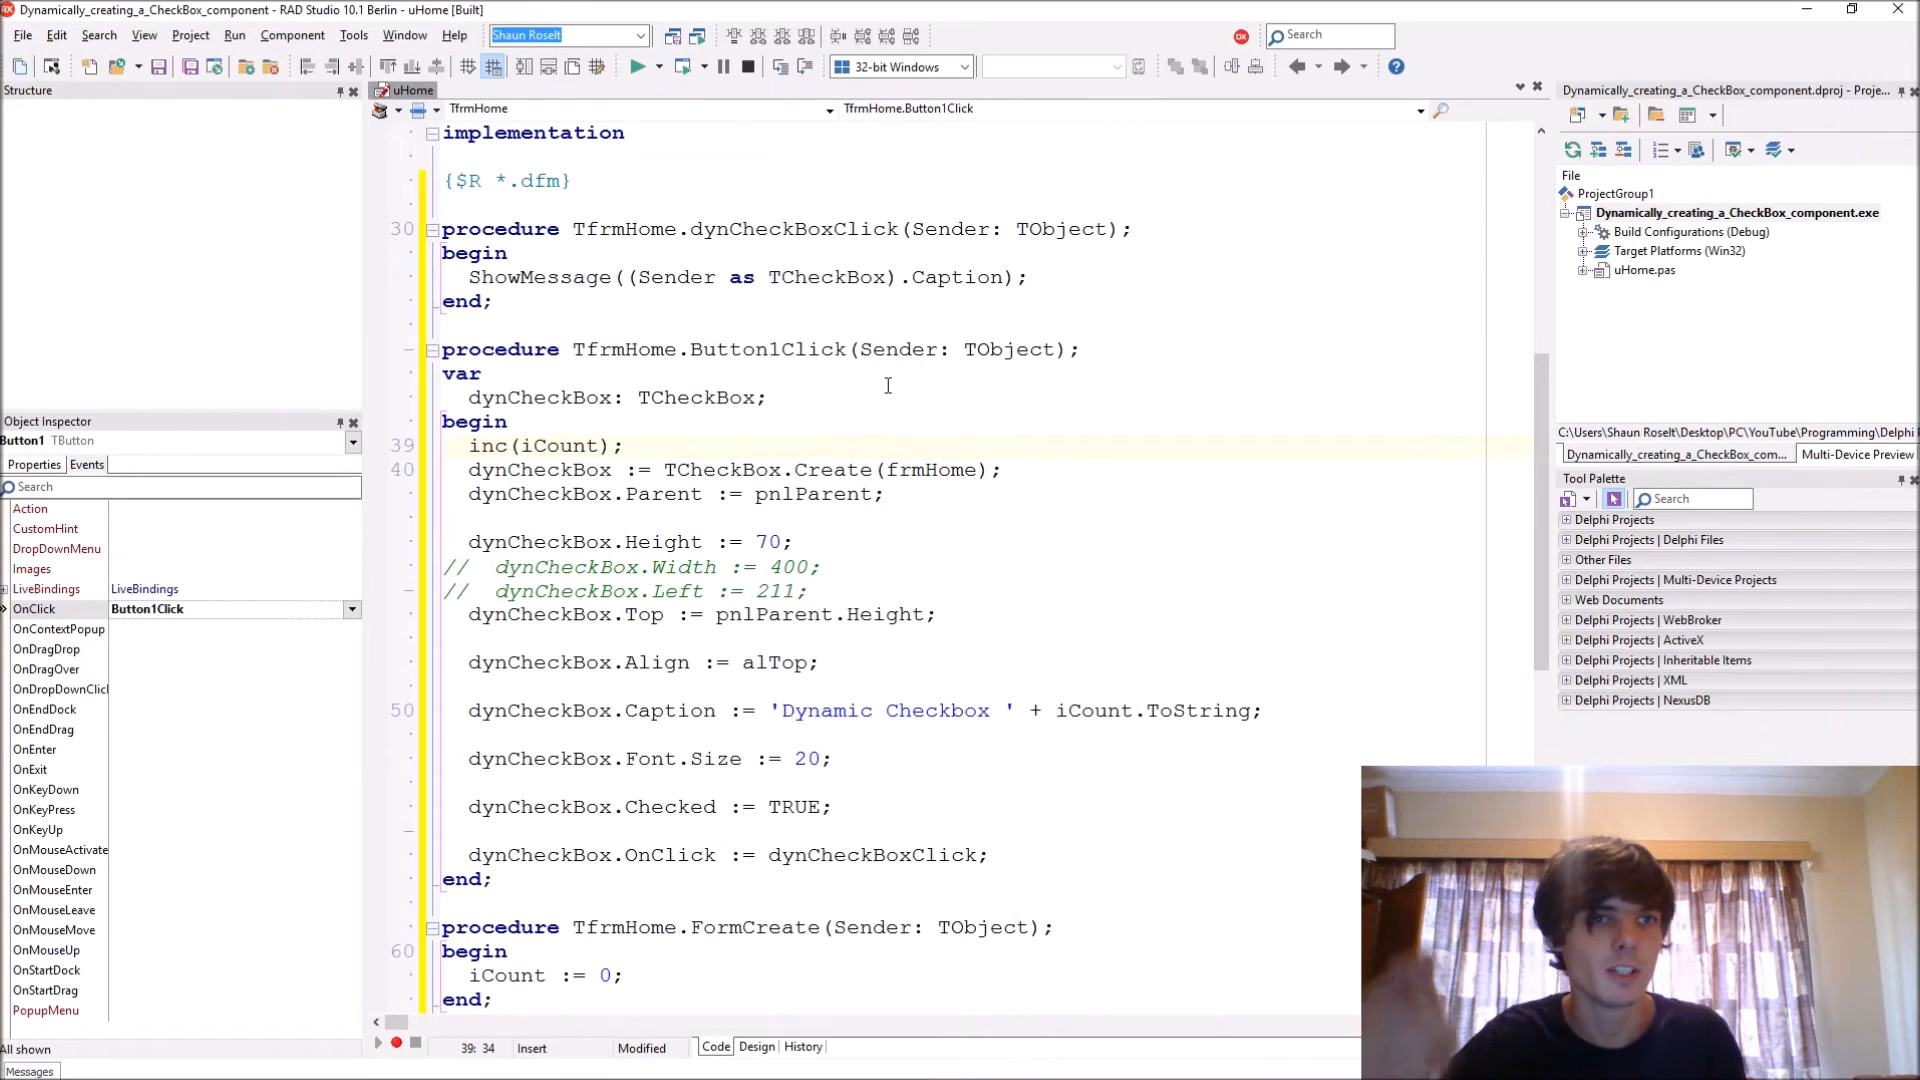 Dynamically_creating_a_CheckBox_component - RAD Studio 10.1 Berlin - uHome [Built]
File Edit Search View Project Run Component Tools Window Help Shaun Roselt Search
32-bit Windows
Structure
uHome
TfrmHome TfrmHome.Button1Click
implementation
{$R *.dfm}
30 procedure TfrmHome.dynCheckBoxClick(Sender: TObject);
begin
ShowMessage((Sender as TCheckBox).Caption);
end;
procedure TfrmHome.Button1Click(Sender: TObject);
var
dynCheckBox: TCheckBox;
begin
39 inc(iCount);
40 dynCheckBox := TCheckBox.Create(frmHome);
dynCheckBox.Parent := pnlParent;
dynCheckBox.Height := 70;
// dynCheckBox.Width := 400;
// dynCheckBox.Left := 211;
dynCheckBox.Top := pnlParent.Height;
dynCheckBox.Align := alTop;
50 dynCheckBox.Caption := 'Dynamic Checkbox ' + iCount.ToString;
dynCheckBox.Font.Size := 20;
dynCheckBox.Checked := TRUE;
dynCheckBox.OnClick := dynCheckBoxClick;
end;
procedure TfrmHome.FormCreate(Sender: TObject);
60 begin
iCount := 0;
end;
39: 34 Insert Modified Code Design History
Object Inspector
Button1 TButton
Properties Events
Search
Action
CustomHint
DropDownMenu
Images
LiveBindings LiveBindings
OnClick Button1Click
OnContextPopup
OnDragDrop
OnDragOver
OnDropDownClic
OnEndDock
OnEndDrag
OnEnter
OnExit
OnKeyDown
OnKeyPress
OnKeyUp
OnMouseActivate
OnMouseDown
OnMouseEnter
OnMouseLeave
OnMouseMove
OnMouseUp
OnStartDock
OnStartDrag
PopupMenu
All shown
Messages
Dynamically_creating_a_CheckBox_component.dproj - Proje...
File
ProjectGroup1
Dynamically_creating_a_CheckBox_component.exe
Build Configurations (Debug)
Target Platforms (Win32)
uHome.pas
C:\Users\Shaun Roselt\Desktop\PC\YouTube\Programming\Delphi
Dynamically_creating_a_CheckBox_com... Multi-Device Preview
Tool Palette
Search
Delphi Projects
Delphi Projects | Delphi Files
Other Files
Delphi Projects | Multi-Device Projects
Web Documents
Delphi Projects | WebBroker
Delphi Projects | ActiveX
Delphi Projects | Inheritable Items
Delphi Projects | XML
Delphi Projects | NexusDB